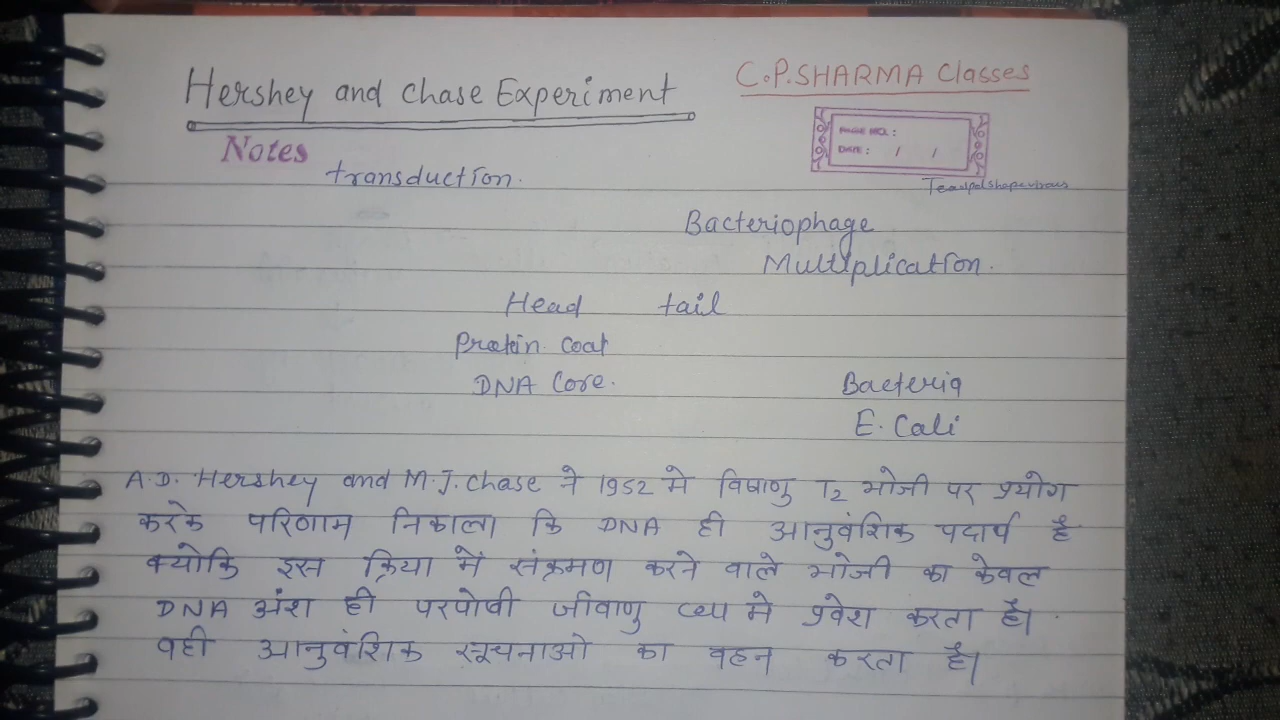 Hershey and Chase Experiment
C.P.SHARMA Classes
Notes
PAGE NO.:
DATE: / /
transduction.
Bacteriophage
Multiplication.
Head tail
Protein coat
DNA Core.
Bacteria
E. Cali
A.D. Hershey and M.J. Chase ने 1952 मे विषाणु T2 भोजी पर प्रयोग
करके परिणाम निकाला कि DNA ही आनुवंशिक पदार्थ है
क्योकि इस क्रिया में संक्रमण करने वाले भोजी का केवल
DNA अंश ही परपोषी जीवाणु cell मे प्रवेश करता है।
वही आनुवंशिक सूचनाओ का वहन करता है।